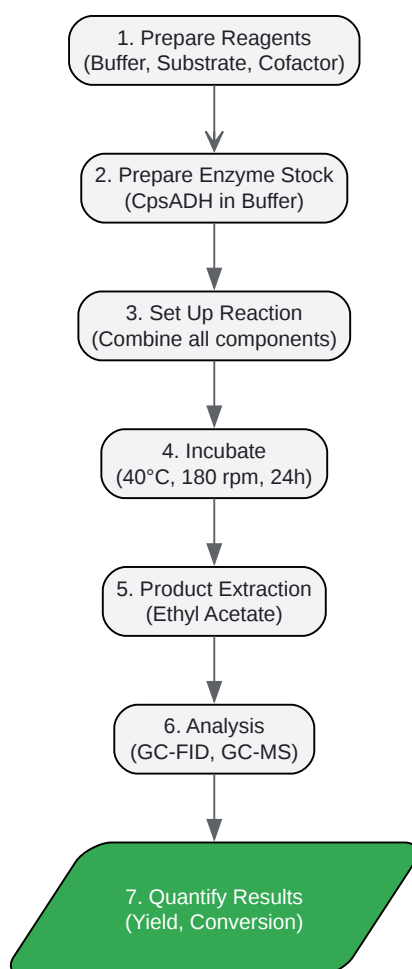 1. Prepare Reagents
(Buffer, Substrate, Cofactor)
2. Prepare Enzyme Stock
(CpsADH in Buffer)
3. Set Up Reaction
(Combine all components)
4. Incubate
(40°C, 180 rpm, 24h)
5. Product Extraction
(Ethyl Acetate)
6. Analysis
(GC-FID, GC-MS)
7. Quantify Results
(Yield, Conversion)